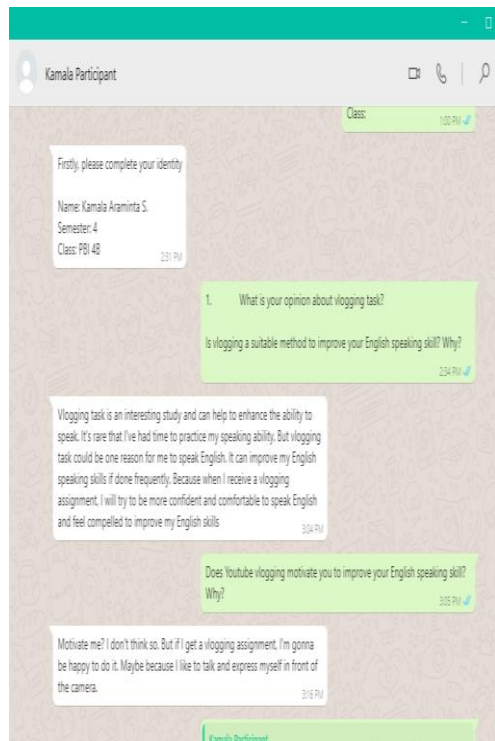 Kamala Participant
Class:
1:00 PM
Firstly, please complete your identity
Name: Kamala Araminta S.
Semester: 4
Class: PBI 4B
2:31 PM
1. What is your opinion about vlogging task?
Is vlogging a suitable method to improve your English speaking skill? Why?
2:34 PM
Vlogging task is an interesting study and can help to enhance the ability to
speak. It's rare that I've had time to practice my speaking ability. But vlogging
task could be one reason for me to speak English. It can improve my English
speaking skills if done frequently. Because when I receive a vlogging
assignment, I will try to be more confident and comfortable to speak English
and feel compelled to improve my English skills
3:04 PM
Does Youtube vlogging motivate you to improve your English speaking skill?
Why?
3:05 PM
Motivate me? I don't think so. But if I get a vlogging assignment, I'm gonna
be happy to do it. Maybe because I like to talk and express myself in front of
the camera.
3:16 PM
Kamala Participant